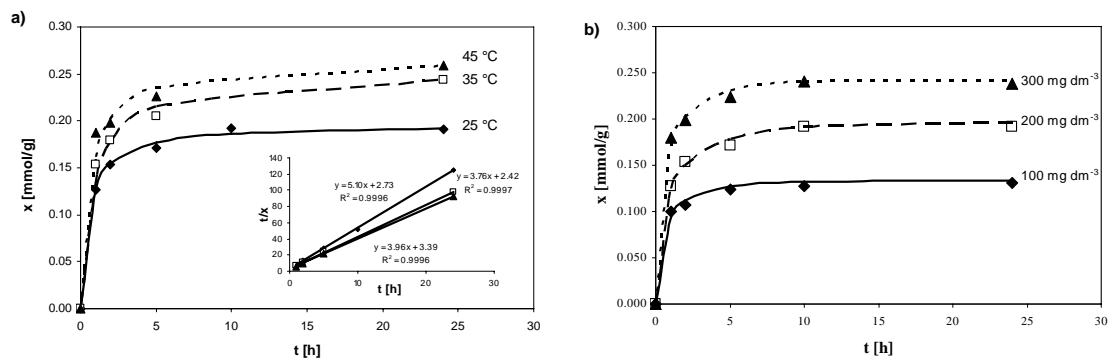 a)
0.30
0.25
0.20
0.15
0.10
0.05
0.00
x [mmol/g]
0 5 10 15 20 25 30
t [h]
45 °C
35 °C
25 °C
140
120
100
80
60
40
20
0
t/x
0 10 20 30
t [h]
y = 5.10x + 2.73
R² = 0.9996
y = 3.76x + 2.42
R² = 0.9997
y = 3.96x + 3.39
R² = 0.9996
b)
0.300
0.250
0.200
0.150
0.100
0.050
0.000
x [mmol/g]
0 5 10 15 20 25 30
t [h]
300 mg dm⁻³
200 mg dm⁻³
100 mg dm⁻³